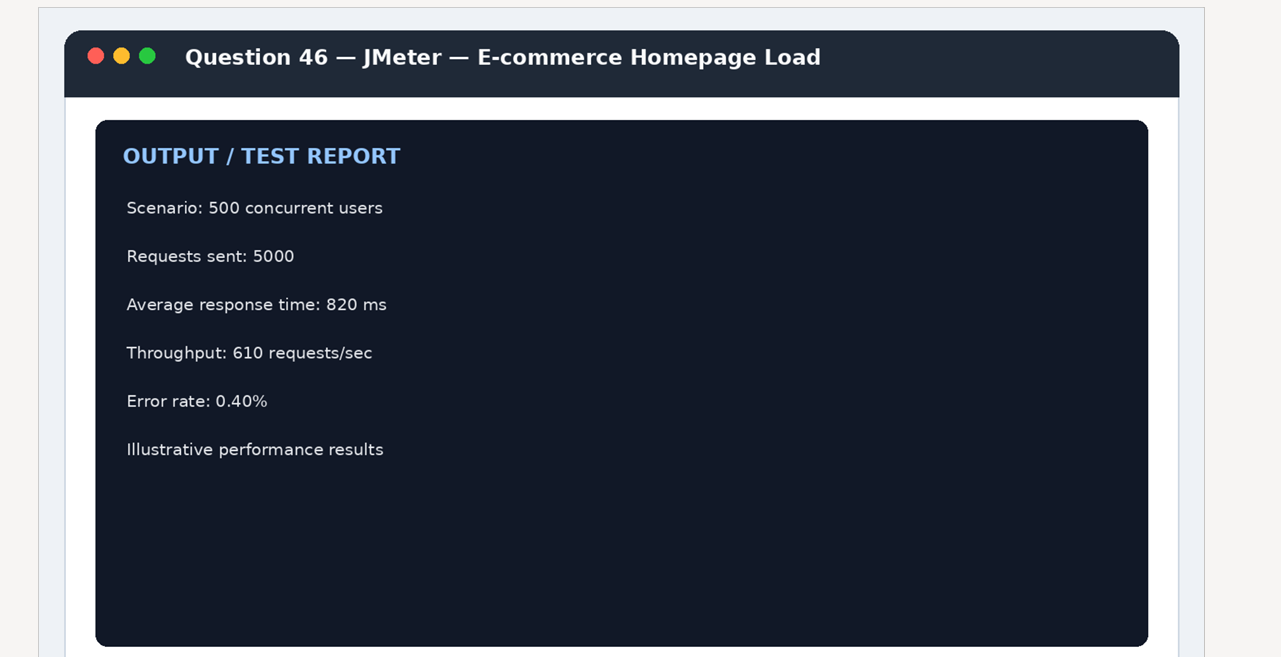 Question 46 — JMeter — E-commerce Homepage Load
OUTPUT / TEST REPORT
Scenario: 500 concurrent users
Requests sent: 5000
Average response time: 820 ms
Throughput: 610 requests/sec
Error rate: 0.40%
Illustrative performance results